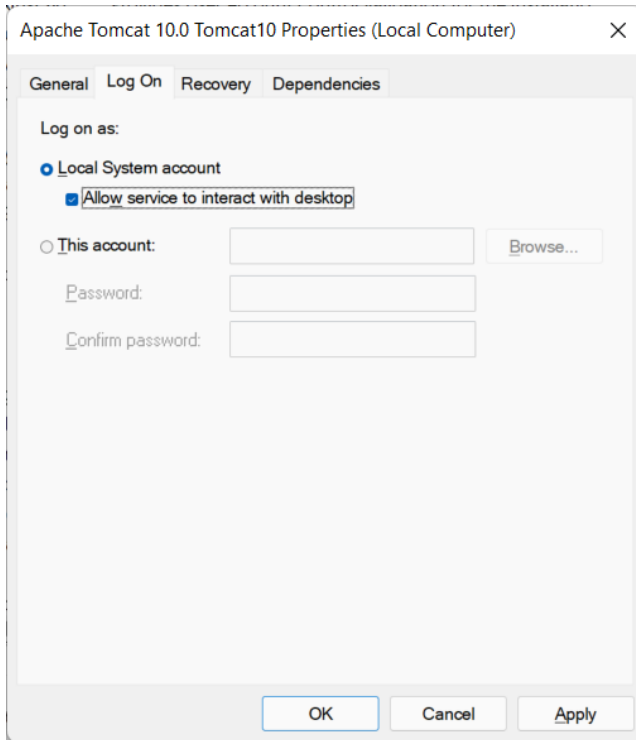 Apache Tomcat 10.0 Tomcat10 Properties (Local Computer)
General Log On Recovery Dependencies
Log on as:
Local System account
Allow service to interact with desktop
This account:
Browse...
Password:
Confirm password:
OK Cancel Apply